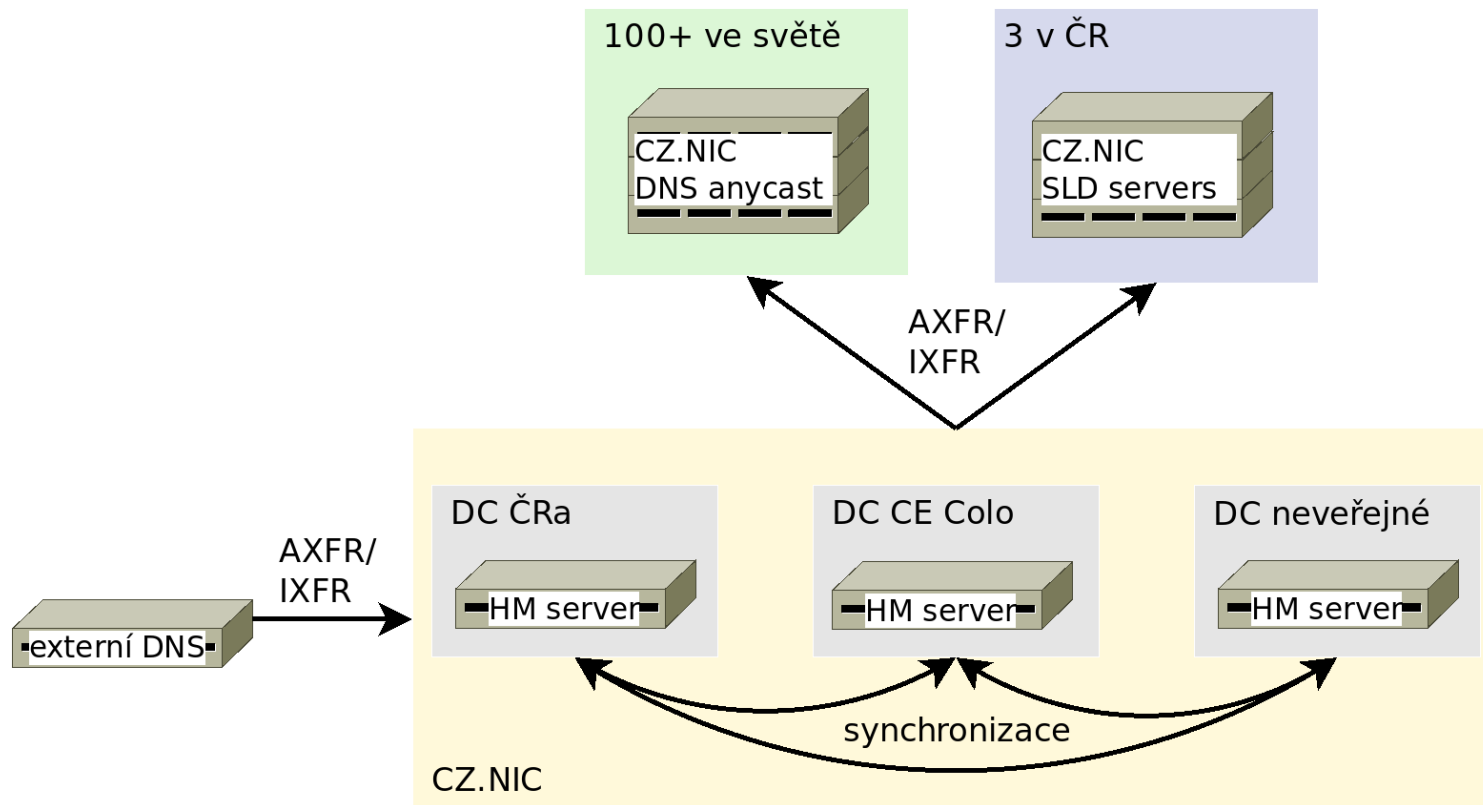 100+ ve světě
3 v ČR
CZ.NIC
DNS anycast
CZ.NIC
SLD servers
AXFR/
IXFR
DC ČRa
DC CE Colo
DC neveřejné
AXFR/
IXFR
HM server
HM server
HM server
externí DNS
synchronizace
CZ.NIC